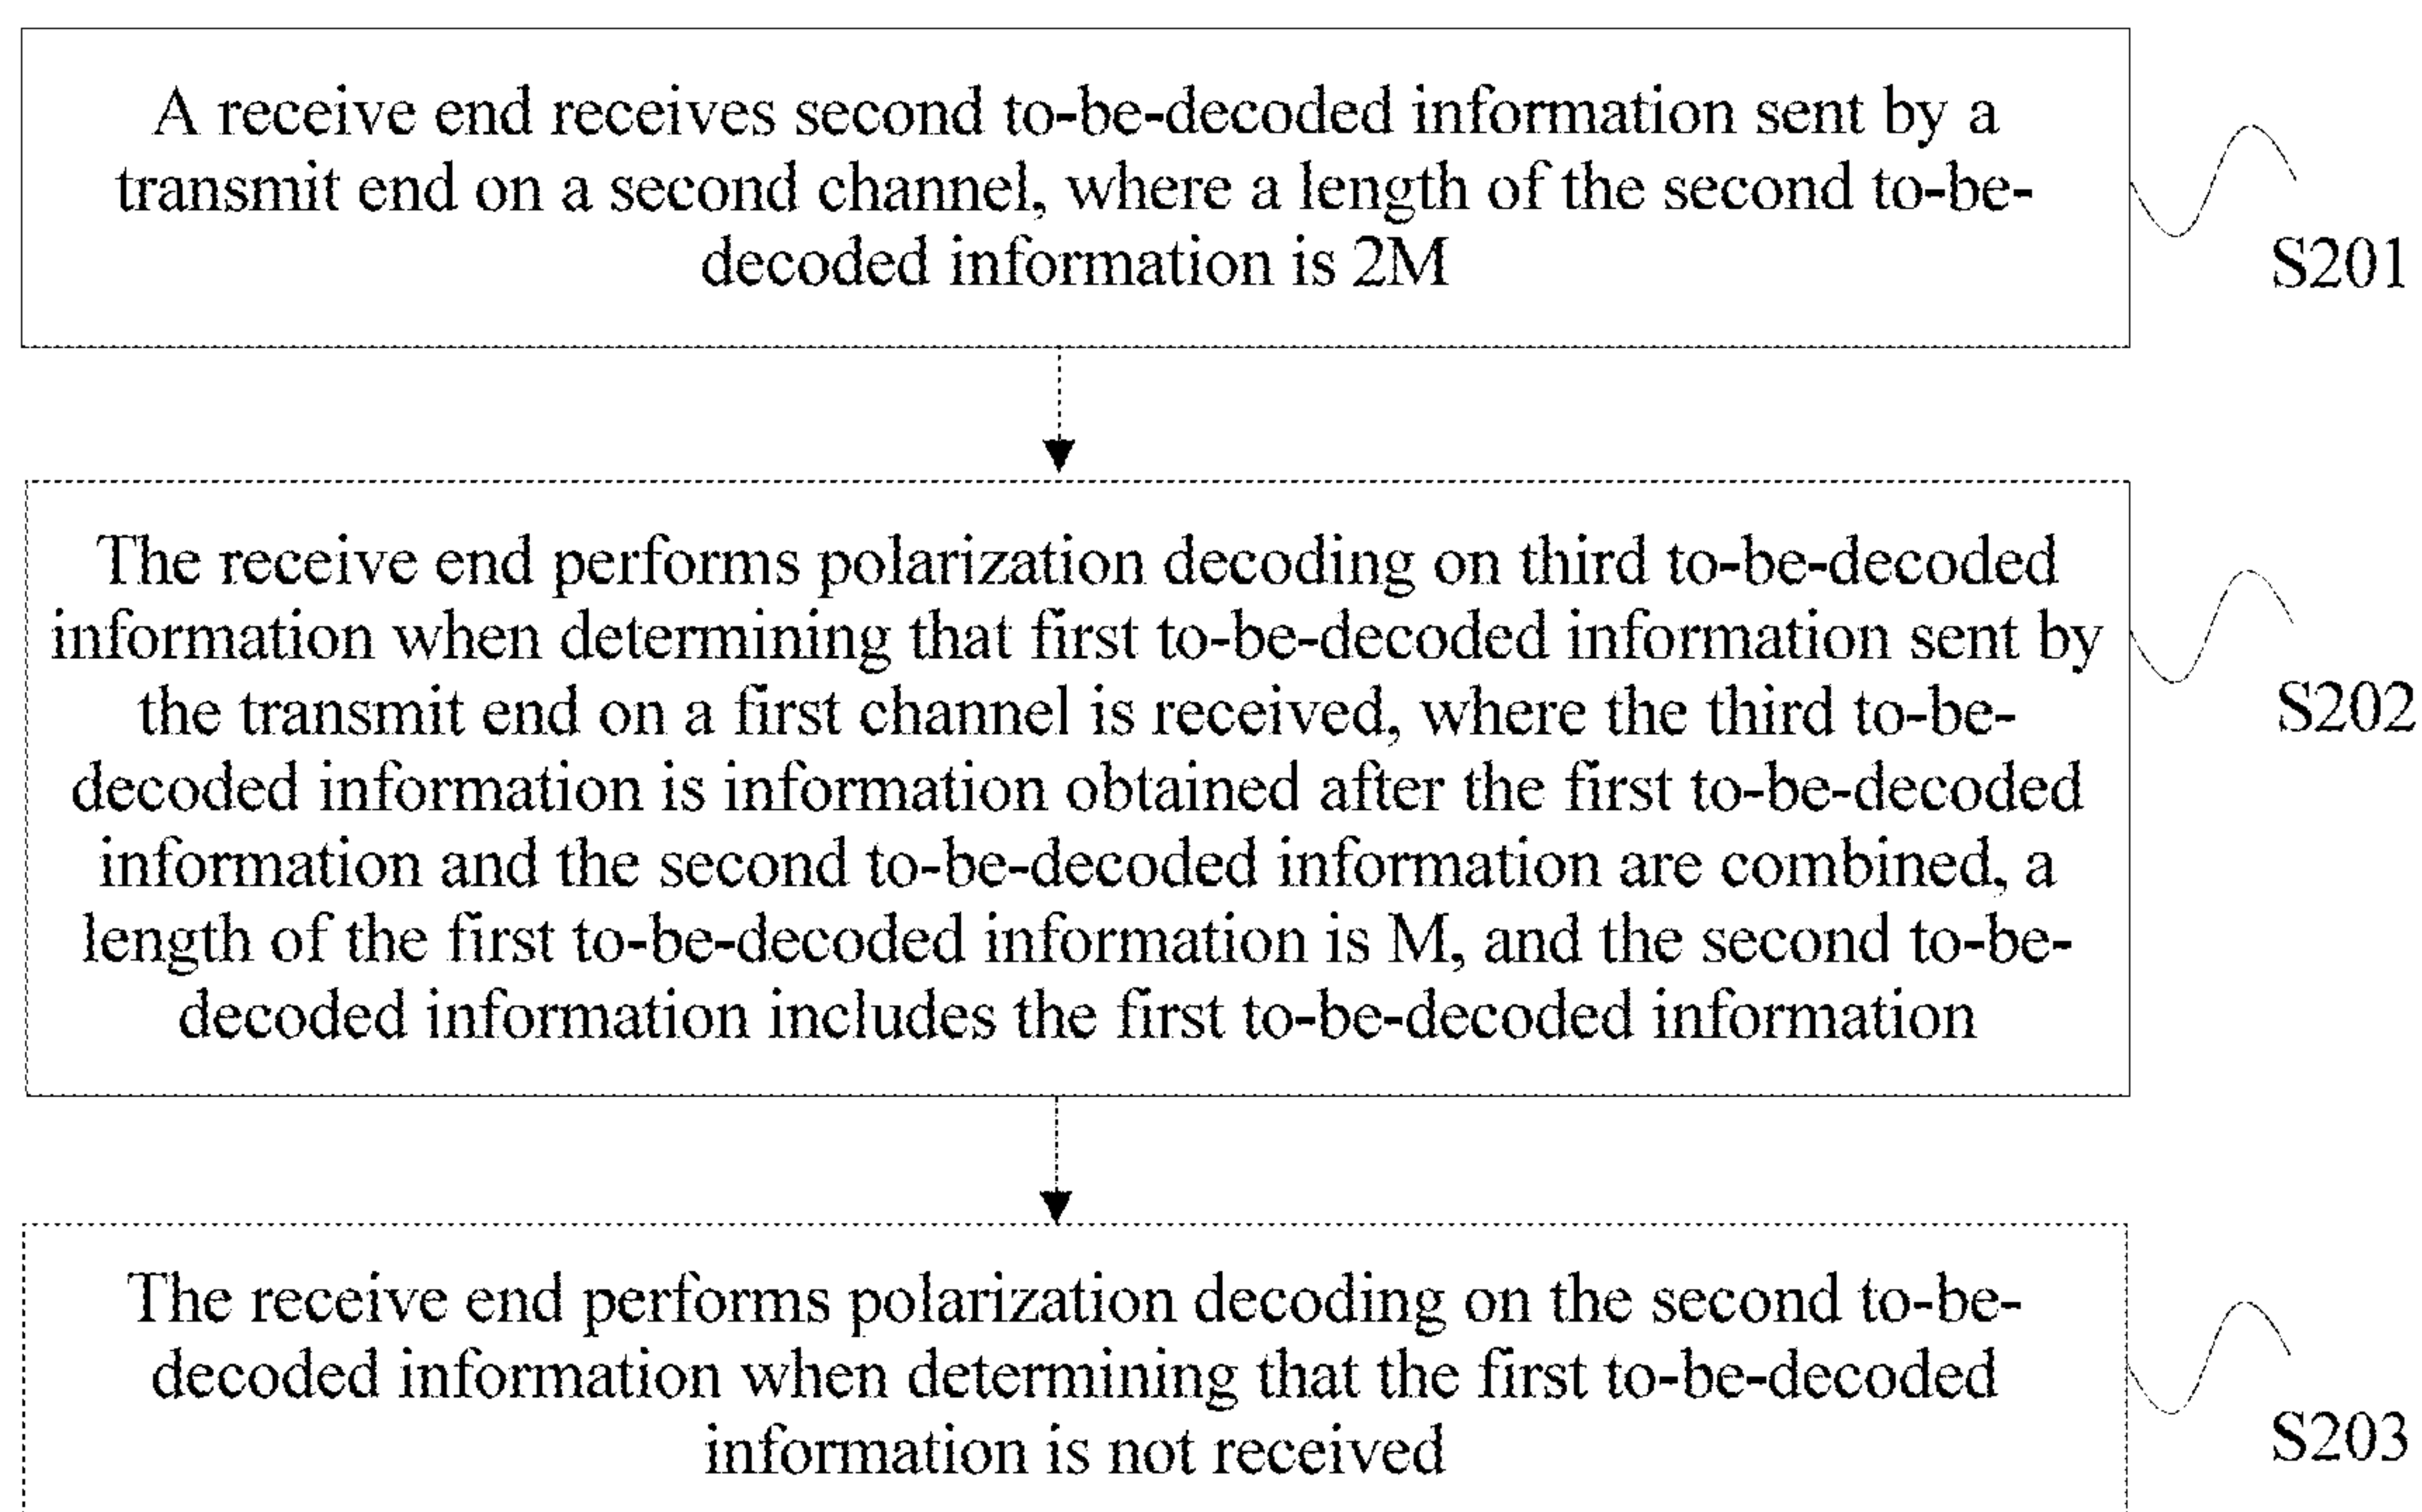 A receive end receives second to-be-decoded information sent by a
transmit end on a second channel, where a length of the second to-be-
decoded information is 2M
S201
The receive end performs polarization decoding on third to-be-decoded
information when determining that first to-be-decoded information sent by
the transmit end on a first channel is received, where the third to-be-
decoded information is information obtained after the first to-be-decoded
information and the second to-be-decoded information are combined, a
length of the first to-be-decoded information is M, and the second to-be-
decoded information includes the first to-be-decoded information
S202
The receive end performs polarization decoding on the second to-be-
decoded information when determining that the first to-be-decoded
information is not received
S203